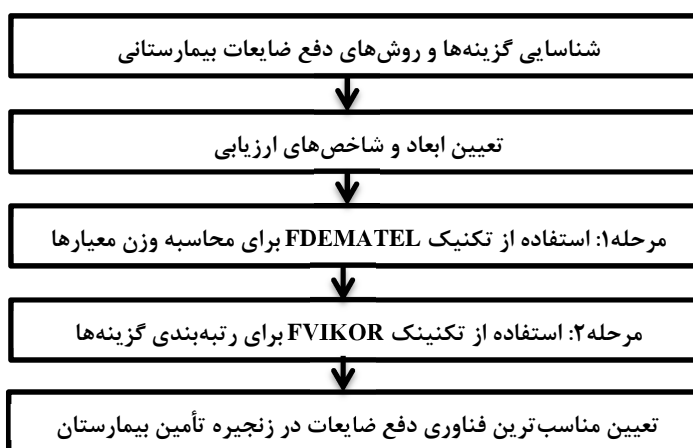 شناسایی گزینه‌ها و روش‌های دفع ضایعات بیمارستانی
تعیین ابعاد و شاخص‌های ارزیابی
مرحله۱: استفاده از تکنیک FDEMATEL برای محاسبه وزن معیارها
مرحله۲: استفاده از تکنینک FVIKOR برای رتبه‌بندی گزینه‌ها
تعیین مناسب‌ترین فناوری دفع ضایعات در زنجیره تأمین بیمارستان